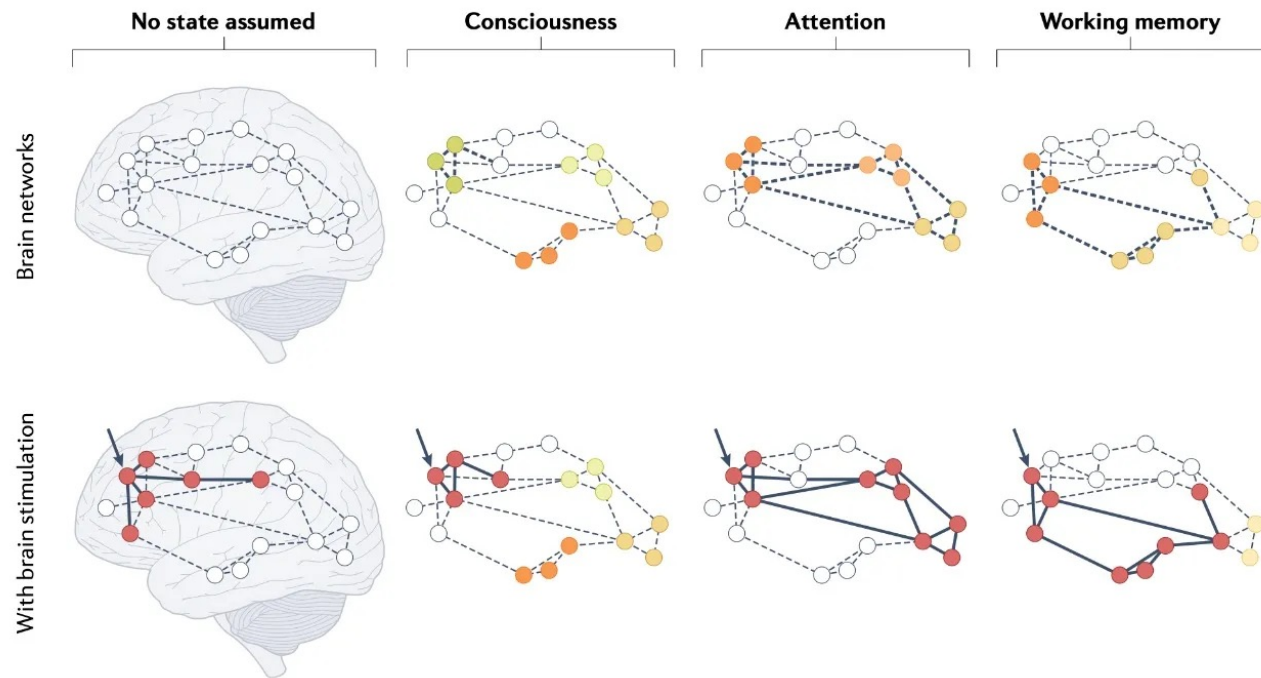 No state assumed
Consciousness
Attention
Working memory
Brain networks
With brain stimulation